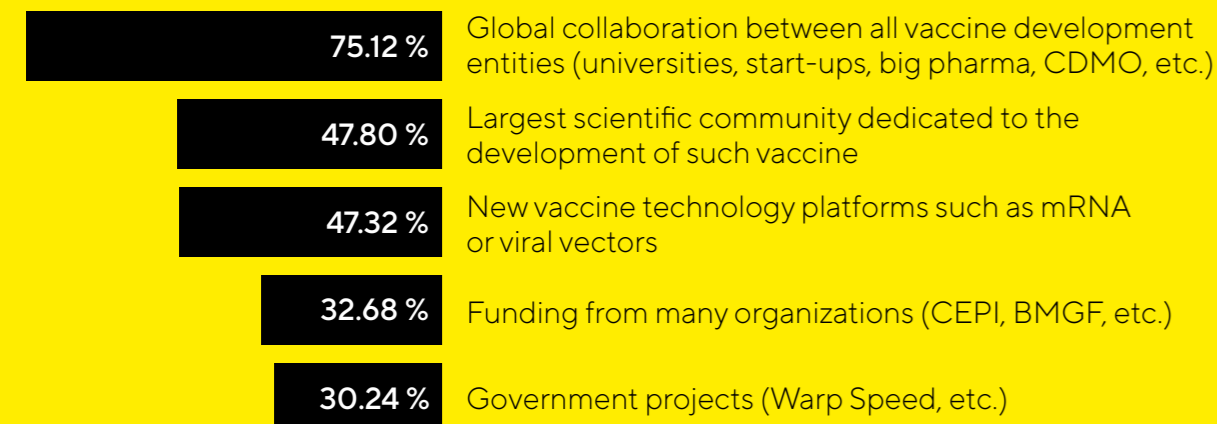 75.12 %
Global collaboration between all vaccine development
entities (universities, start-ups, big pharma, CDMO, etc.)
47.80 %
Largest scientific community dedicated to the
development of such vaccine
47.32 %
New vaccine technology platforms such as mRNA
or viral vectors
32.68 %
Funding from many organizations (CEPI, BMGF, etc.)
30.24 %
Government projects (Warp Speed, etc.)